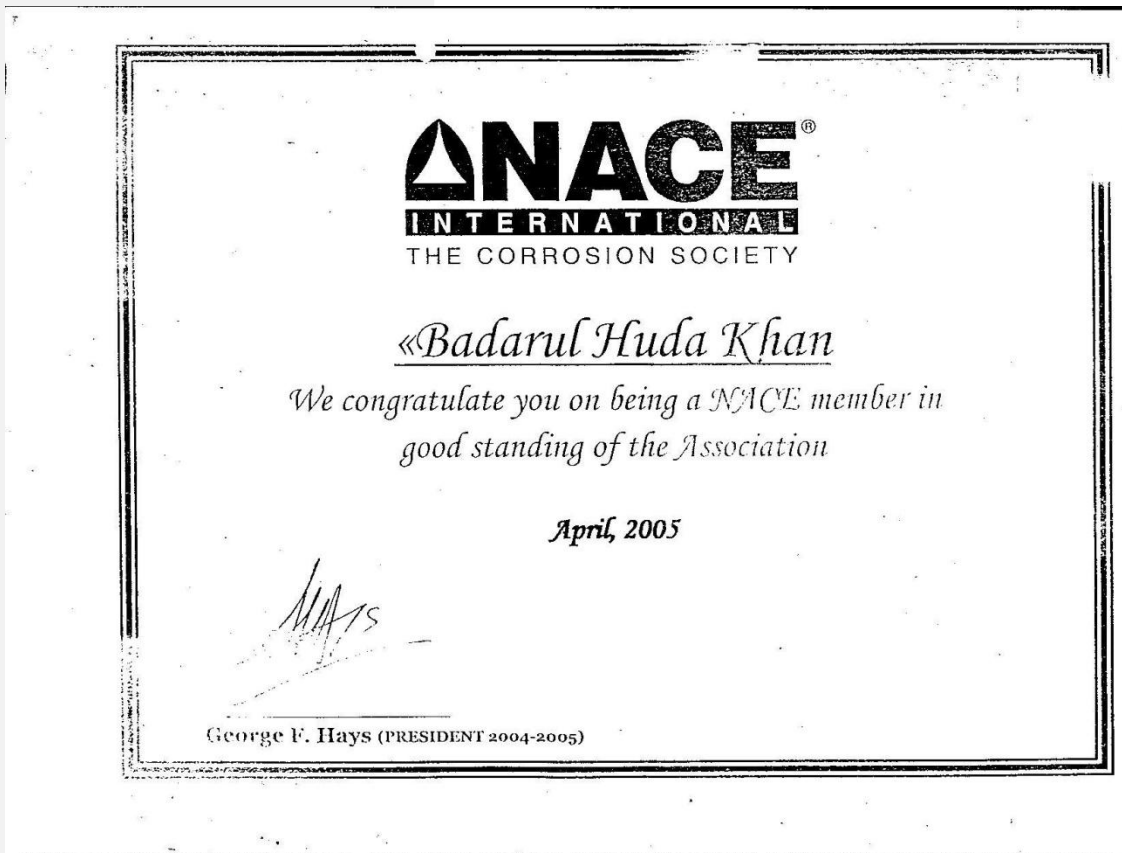 NACE®
INTERNATIONAL
THE CORROSION SOCIETY
«Badarul Huda Khan
We congratulate you on being a NACE member in
good standing of the Association
April, 2005
George F. Hays (PRESIDENT 2004-2005)